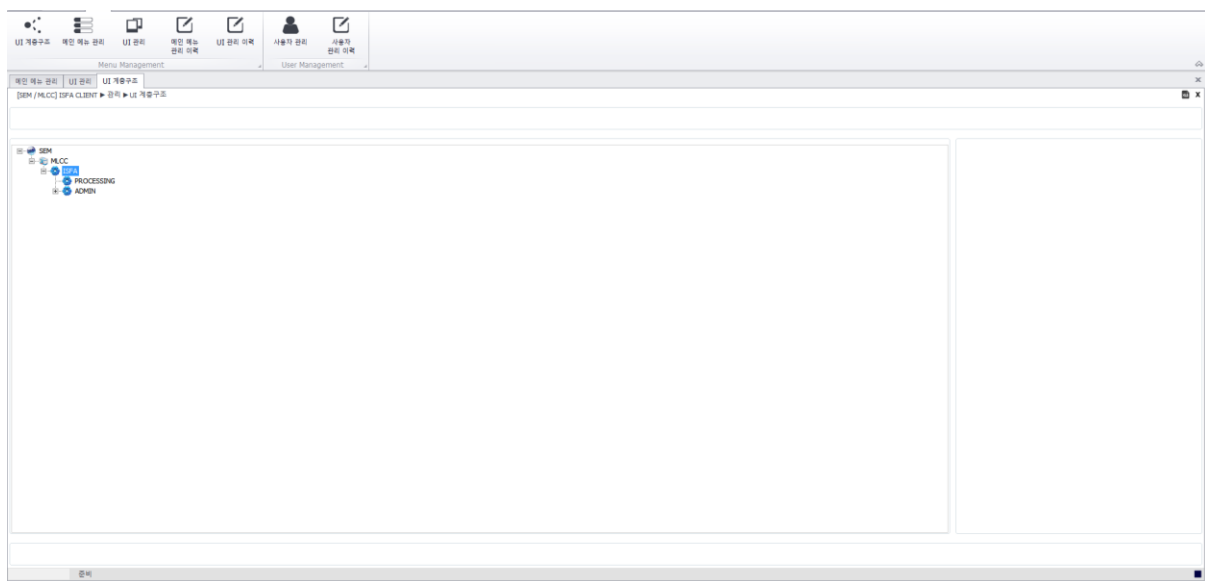 UI 계층구조
메인 메뉴 관리
UI 관리
메인 메뉴
관리 이력
UI 관리 이력
사용자 관리
사용자
관리 이력
Menu Management
User Management
메인 메뉴 관리
UI 관리
UI 계층구조
[SEM / MLCC] ISFA CLIENT ▶ 관리 ▶ UI 계층구조
SEM
MLCC
ISFA
PROCESSING
ADMIN
준비